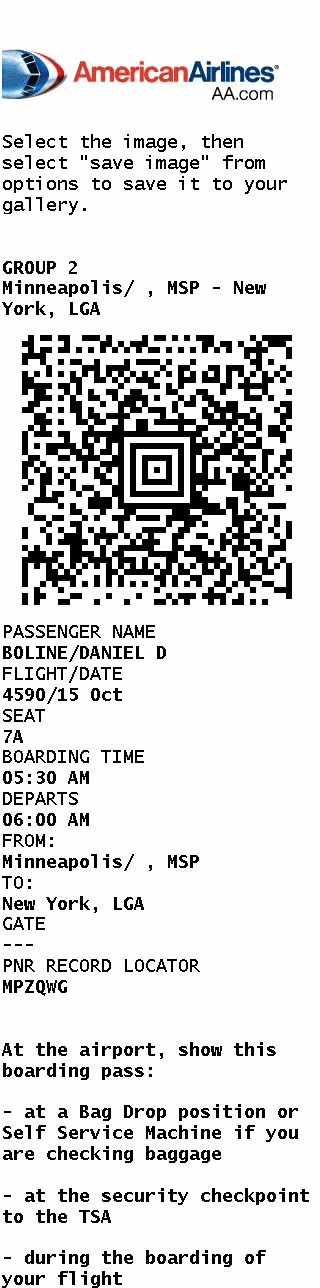 AmericanAirlines®
AA.com
Select the image, then
select "save image" from
options to save it to your
gallery.
GROUP 2
Minneapolis/ , MSP - New
York, LGA
PASSENGER NAME
BOLINE/DANIEL D
FLIGHT/DATE
4590/15 Oct
SEAT
7A
BOARDING TIME
05:30 AM
DEPARTS
06:00 AM
FROM:
Minneapolis/ , MSP
TO:
New York, LGA
GATE
---
PNR RECORD LOCATOR
MPZQWG
At the airport, show this
boarding pass:
- at a Bag Drop position or
Self Service Machine if you
are checking baggage
- at the security checkpoint
to the TSA
- during the boarding of
your flight